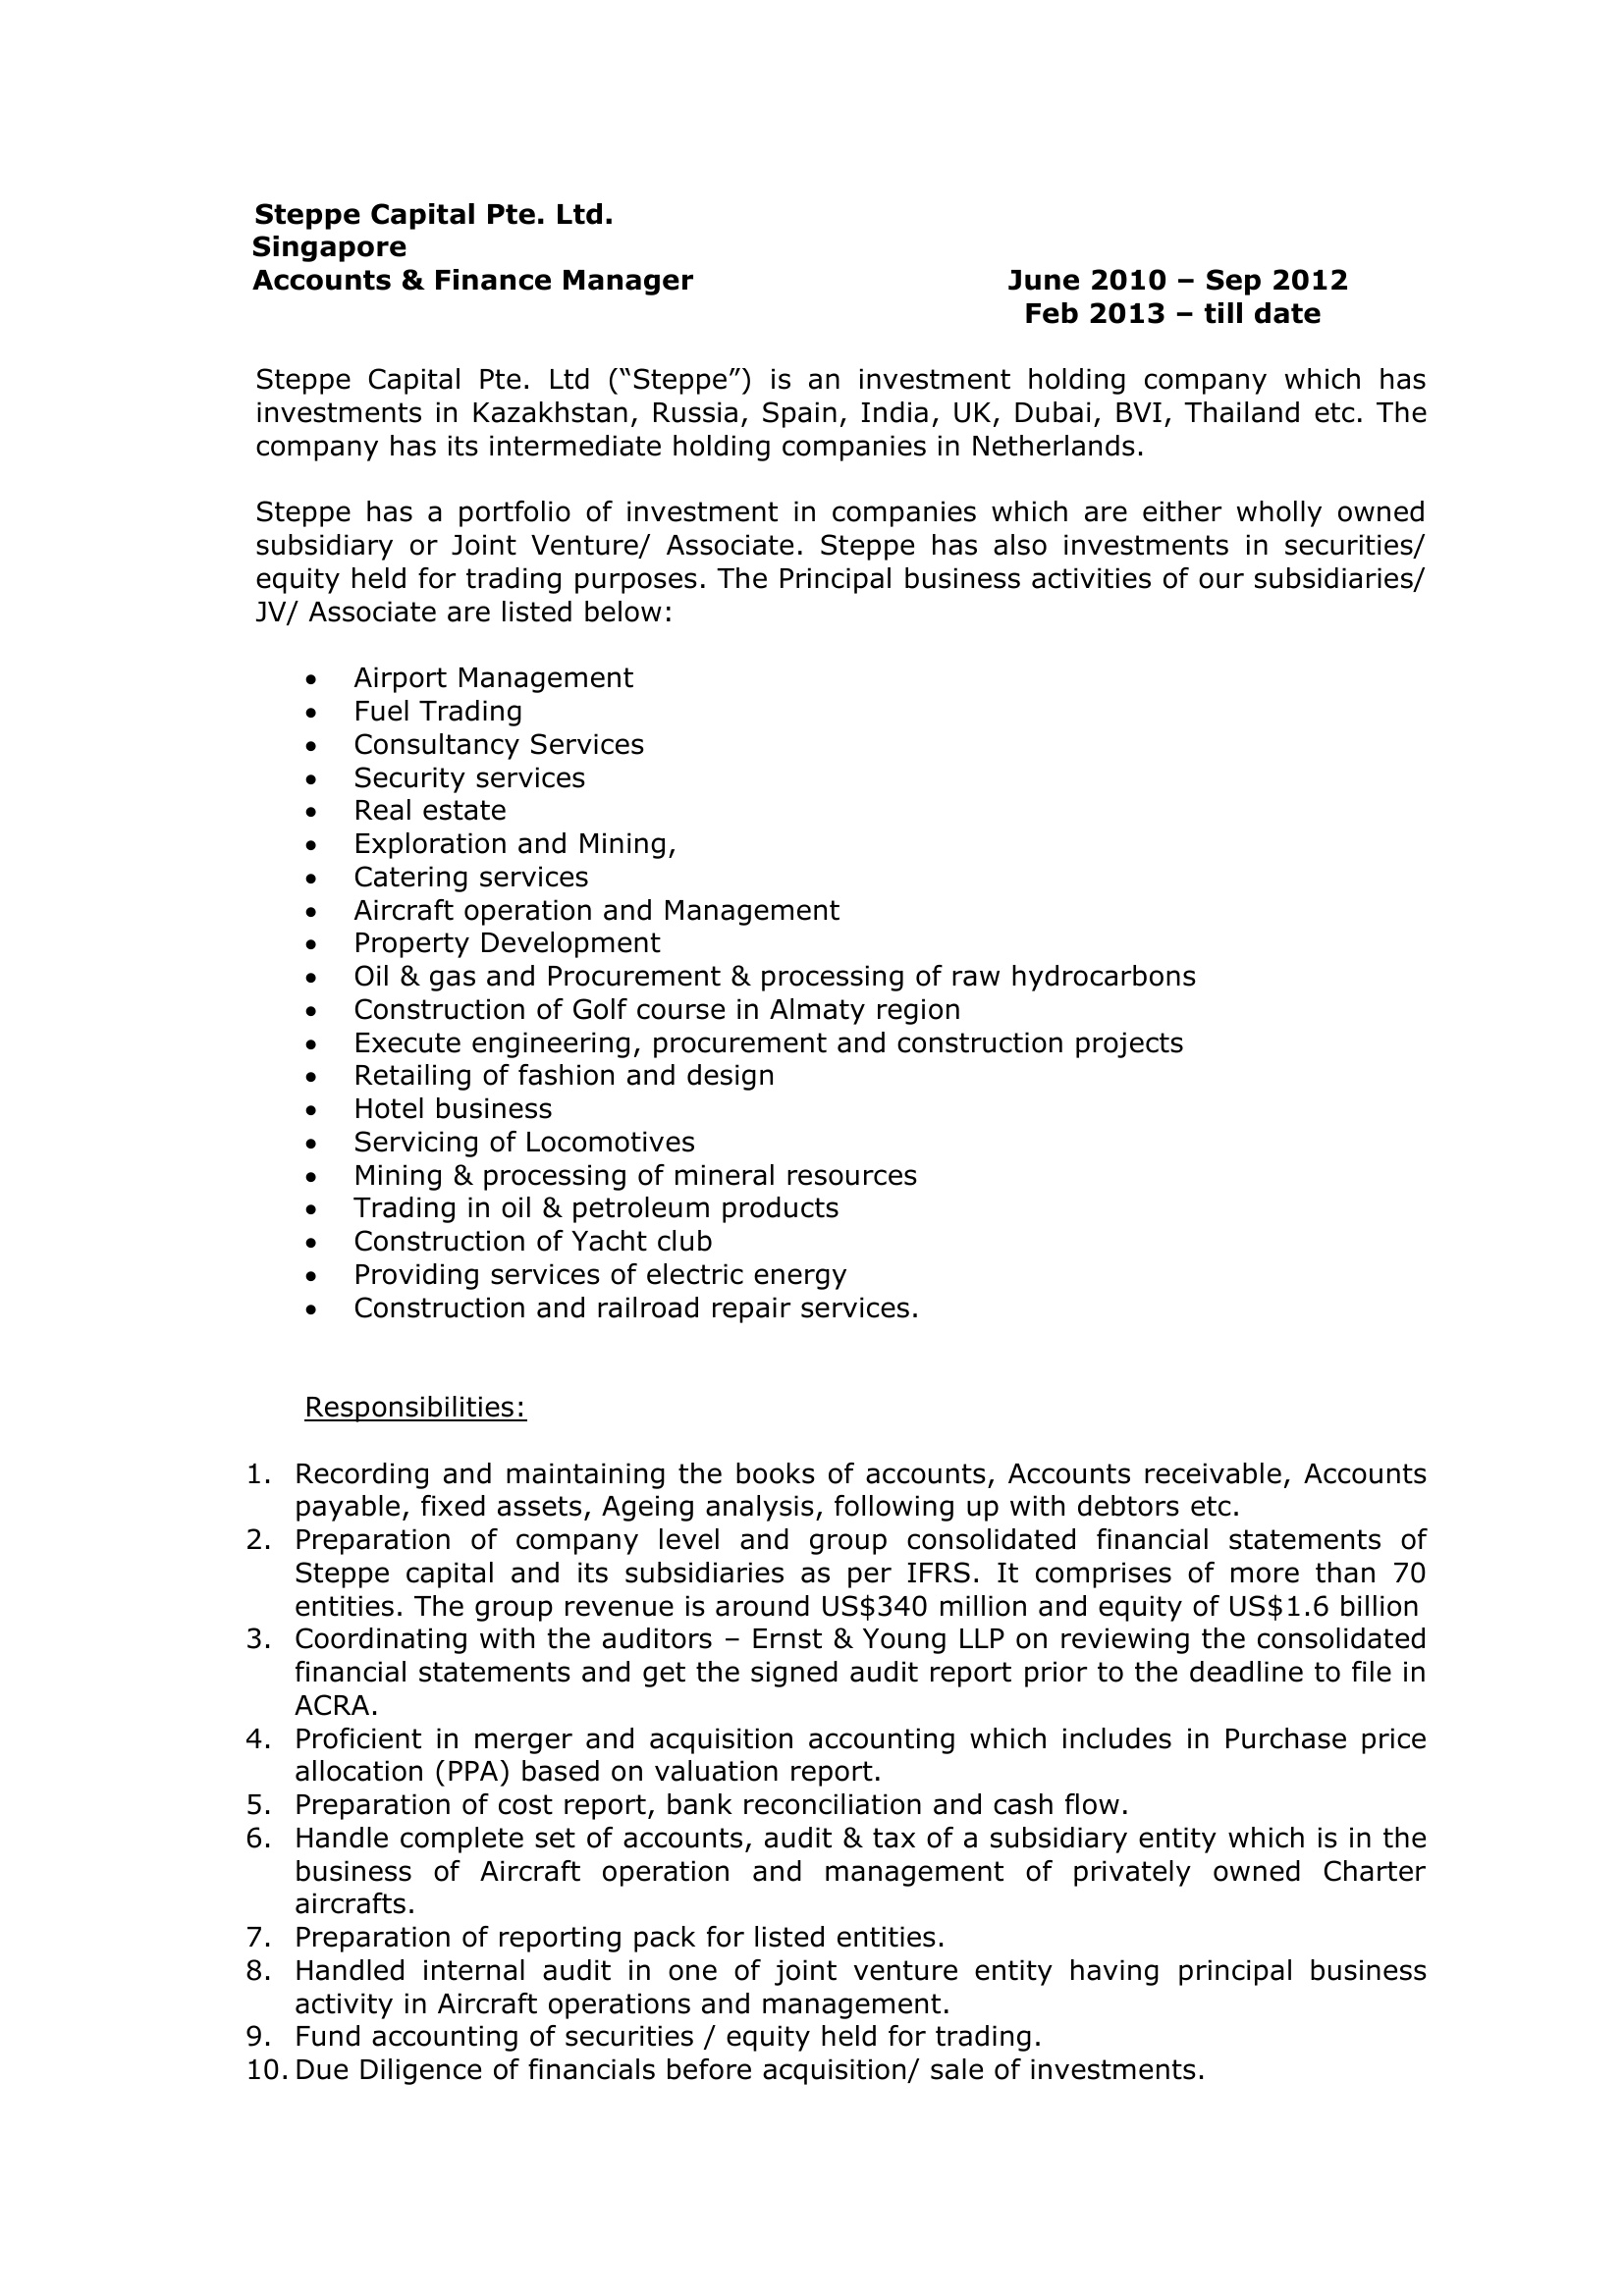 Steppe Capital Pte. Ltd.
Singapore
Accounts & Finance Manager June 2010 – Sep 2012
Feb 2013 – till date
Steppe Capital Pte. Ltd (“Steppe”) is an investment holding company which has
investments in Kazakhstan, Russia, Spain, India, UK, Dubai, BVI, Thailand etc. The
company has its intermediate holding companies in Netherlands.
Steppe has a portfolio of investment in companies which are either wholly owned
subsidiary or Joint Venture/ Associate. Steppe has also investments in securities/
equity held for trading purposes. The Principal business activities of our subsidiaries/
JV/ Associate are listed below:
• Airport Management
• Fuel Trading
• Consultancy Services
• Security services
• Real estate
• Exploration and Mining,
• Catering services
• Aircraft operation and Management
• Property Development
• Oil & gas and Procurement & processing of raw hydrocarbons
• Construction of Golf course in Almaty region
• Execute engineering, procurement and construction projects
• Retailing of fashion and design
• Hotel business
• Servicing of Locomotives
• Mining & processing of mineral resources
• Trading in oil & petroleum products
• Construction of Yacht club
• Providing services of electric energy
• Construction and railroad repair services.
Responsibilities:
1. Recording and maintaining the books of accounts, Accounts receivable, Accounts
payable, fixed assets, Ageing analysis, following up with debtors etc.
2. Preparation of company level and group consolidated financial statements of
Steppe capital and its subsidiaries as per IFRS. It comprises of more than 70
entities. The group revenue is around US$340 million and equity of US$1.6 billion
3. Coordinating with the auditors – Ernst & Young LLP on reviewing the consolidated
financial statements and get the signed audit report prior to the deadline to file in
ACRA.
4. Proficient in merger and acquisition accounting which includes in Purchase price
allocation (PPA) based on valuation report.
5. Preparation of cost report, bank reconciliation and cash flow.
6. Handle complete set of accounts, audit & tax of a subsidiary entity which is in the
business of Aircraft operation and management of privately owned Charter
aircrafts.
7. Preparation of reporting pack for listed entities.
8. Handled internal audit in one of joint venture entity having principal business
activity in Aircraft operations and management.
9. Fund accounting of securities / equity held for trading.
10. Due Diligence of financials before acquisition/ sale of investments.